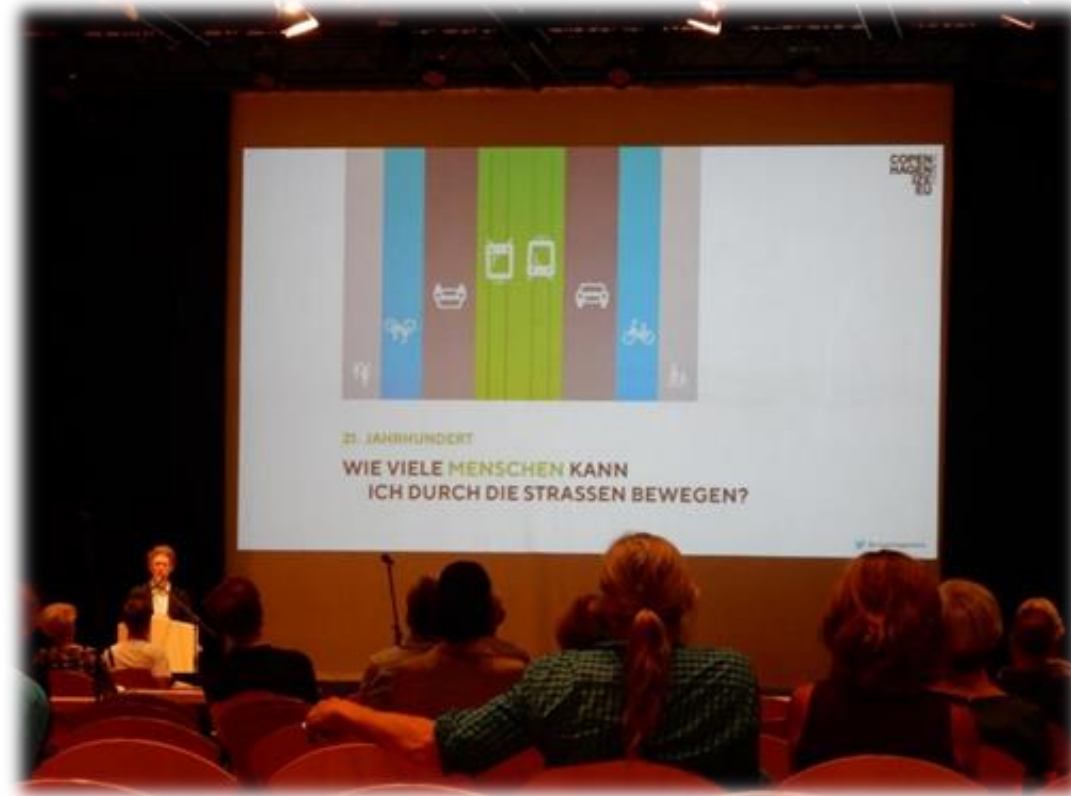 COPEN
HAGEN
IZE
EU
21. JAHRHUNDERT
WIE VIELE MENSCHEN KANN
ICH DURCH DIE STRASSEN BEWEGEN?